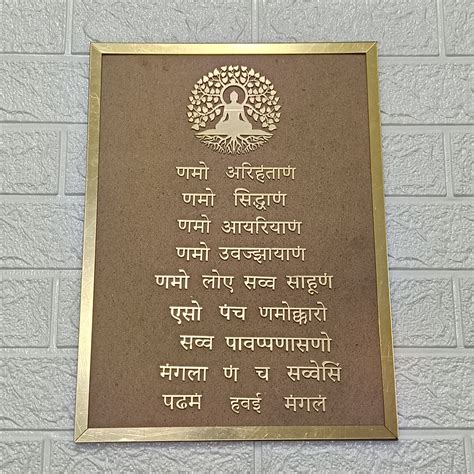 णमो अरिहंताणं
णमो सिद्धाणं
णमो आयरियाणं
णमो उवज्झायाणं
णमो लोए सव्व साहूणं
एसो पंच णमोक्कारो
सव्व पावप्पणासणो
मंगला णं च सव्वेसिं
पढमं हवई मंगलं